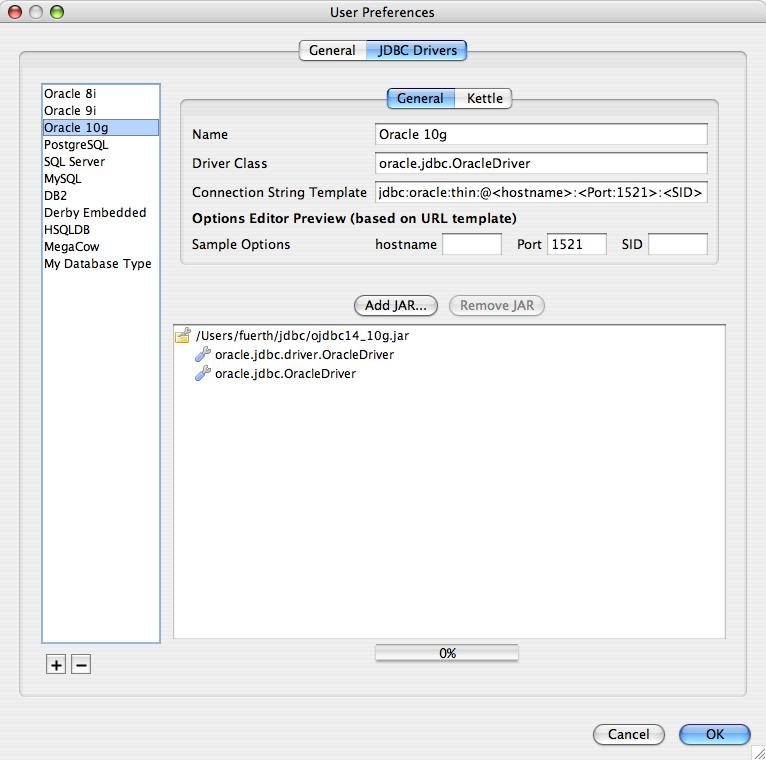 User Preferences
General JDBC Drivers
Oracle 8i
Oracle 9i
Oracle 10g
PostgreSQL
SQL Server
MySQL
DB2
Derby Embedded
HSQLDB
MegaCow
My Database Type
General Kettle
Name Oracle 10g
Driver Class oracle.jdbc.OracleDriver
Connection String Template jdbc:oracle:thin:@<hostname>:<Port:1521>:<SID>
Options Editor Preview (based on URL template)
Sample Options hostname Port 1521 SID
Add JAR... Remove JAR
/Users/fuerth/jdbc/ojdbc14_10g.jar
oracle.jdbc.driver.OracleDriver
oracle.jdbc.OracleDriver
0%
+ −
Cancel OK